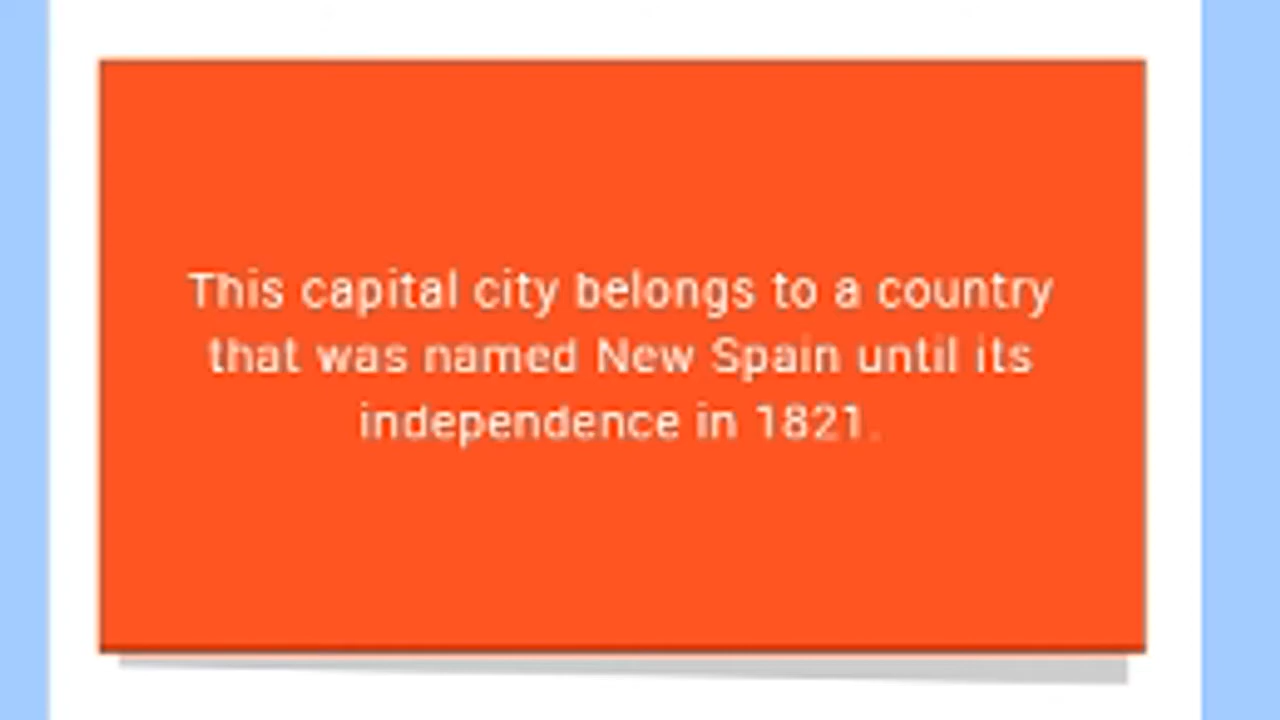 This capital city belongs to a country
that was named New Spain until its
independence in 1821.